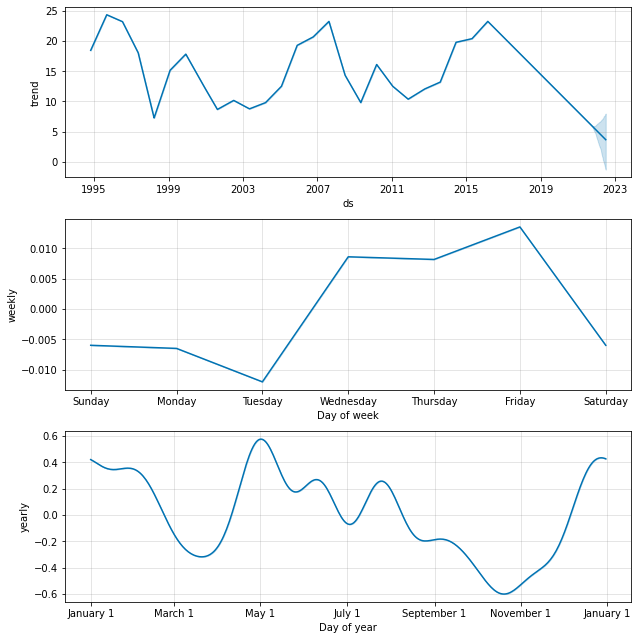 25
20
15
10
5
0
trend
1995 1999 2003 2007 2011 2015 2019 2023
ds
0.010
0.005
0.000
−0.005
−0.010
weekly
Sunday Monday Tuesday Wednesday Thursday Friday Saturday
Day of week
0.6
0.4
0.2
0.0
−0.2
−0.4
−0.6
yearly
January 1 March 1 May 1 July 1 September 1 November 1 January 1
Day of year